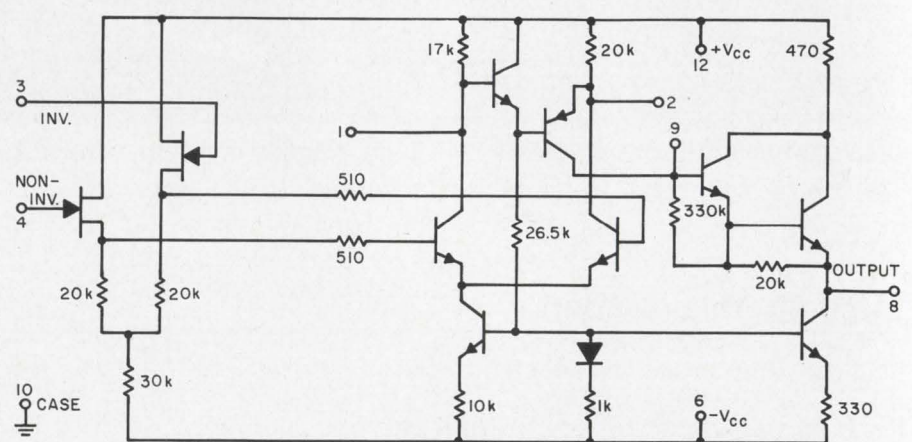 17k
20k
+Vcc
12
470
3
INV.
1
2
9
NON-
INV.
4
510
510
26.5k
330k
20k
20k
20k
OUTPUT
8
30k
10
CASE
10k
1k
6
-Vcc
330